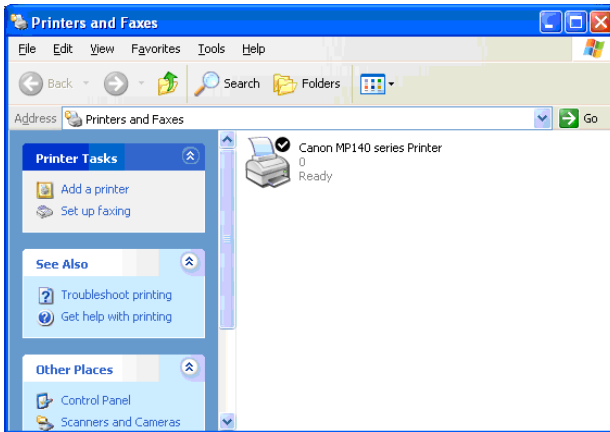 Printers and Faxes
File Edit View Favorites Tools Help
Back Search Folders
Address Printers and Faxes Go
Printer Tasks
Add a printer
Set up faxing
See Also
Troubleshoot printing
Get help with printing
Other Places
Control Panel
Scanners and Cameras
Canon MP140 series Printer
0
Ready